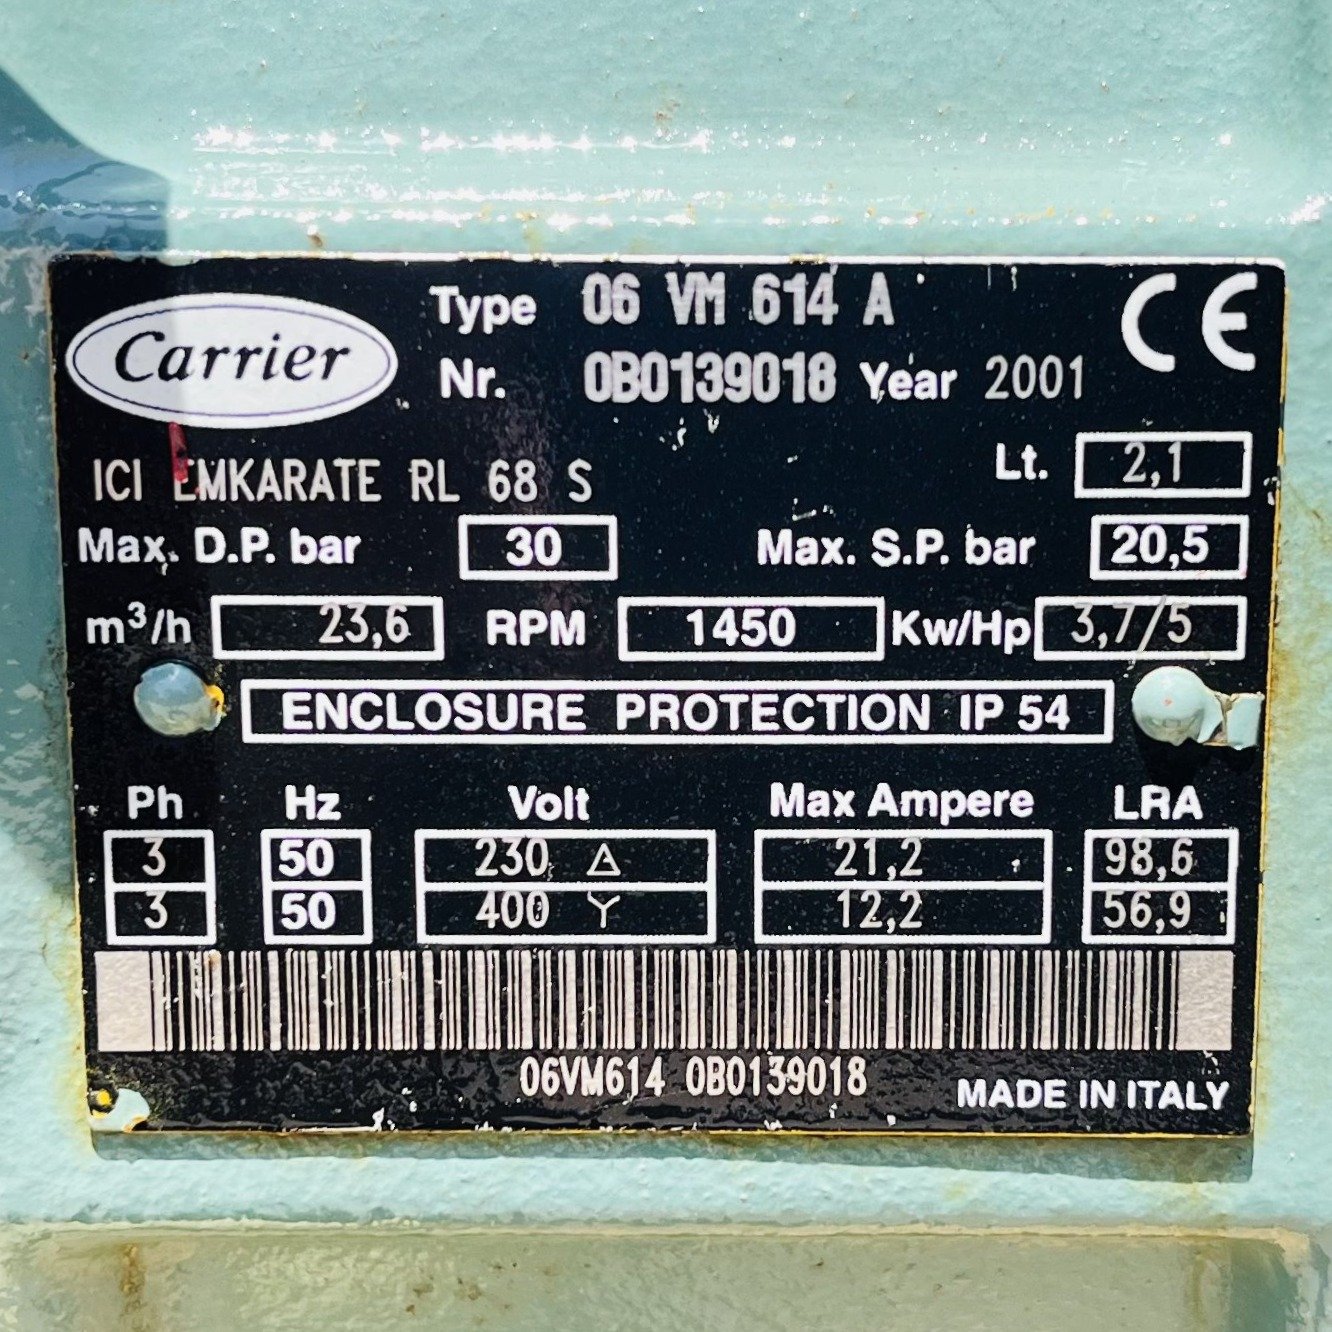 Carrier
Type 06 VM 614 A
CE
Nr. 0B0139018 Year 2001
ICI EMKARATE RL 68 S Lt. 2,1
Max. D.P. bar 30 Max. S.P. bar 20,5
m³/h 23,6 RPM 1450 Kw/Hp 3,7/5
ENCLOSURE PROTECTION IP 54
Ph Hz Volt Max Ampere LRA
3 50 230 △ 21,2 98,6
3 50 400 Y 12,2 56,9
06VM614 0B0139018
MADE IN ITALY